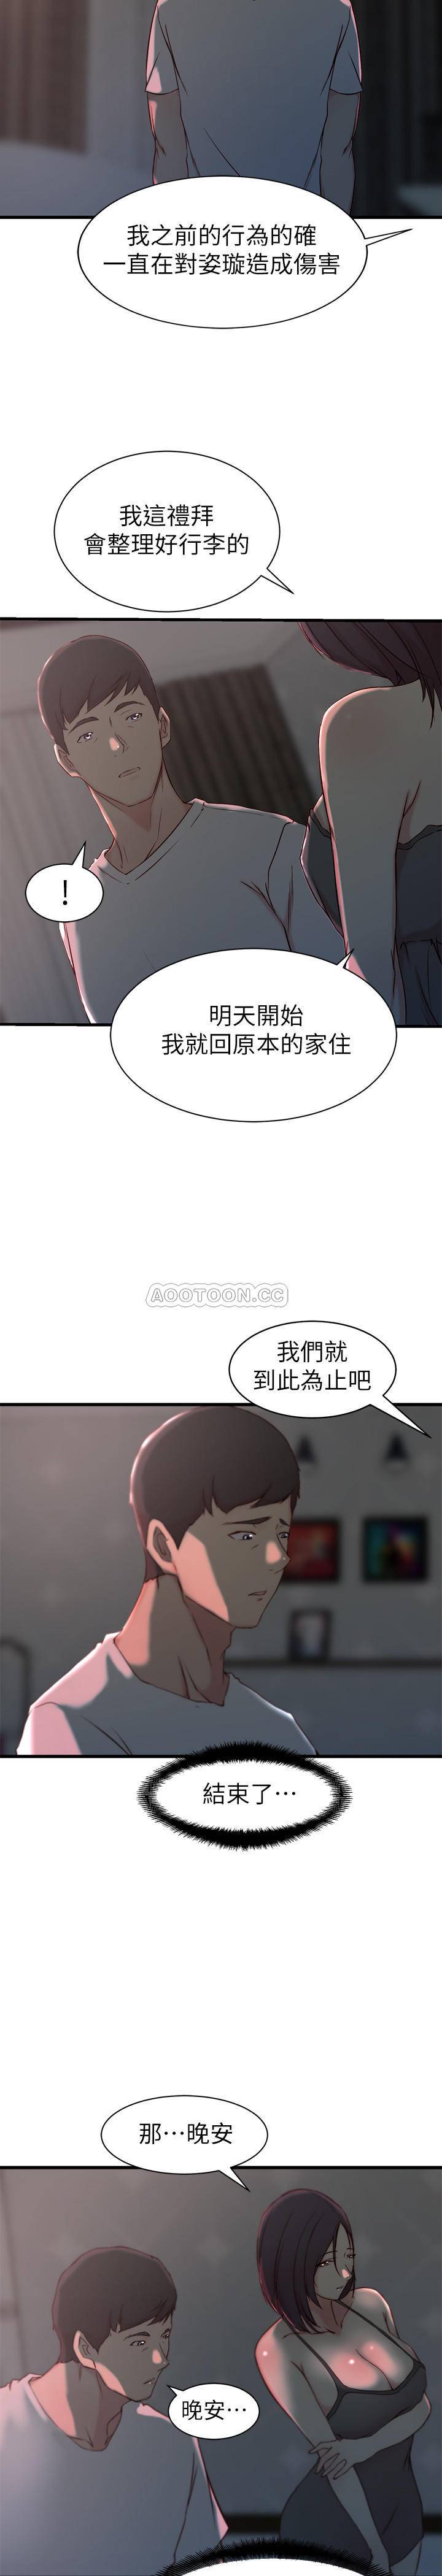 我之前的行為的確
一直在對姿璇造成傷害
我這禮拜
會整理好行李的
！
明天開始
我就回原本的家住
AOOTOON.CC
我們就
到此為止吧
結束了⋯
那⋯晚安
晚安⋯